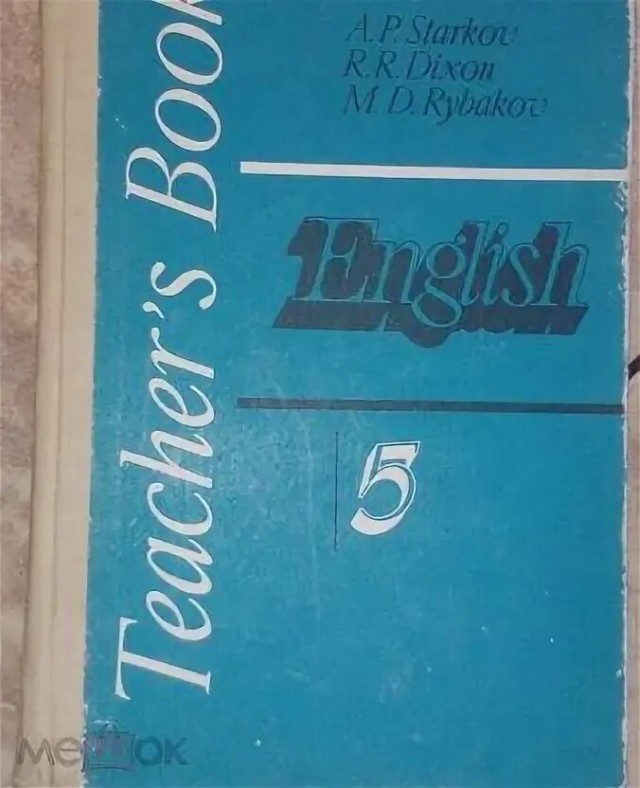 A.P. Starkov
R.R. Dixon
M.D. Rybakov
Teacher's Book
English
5